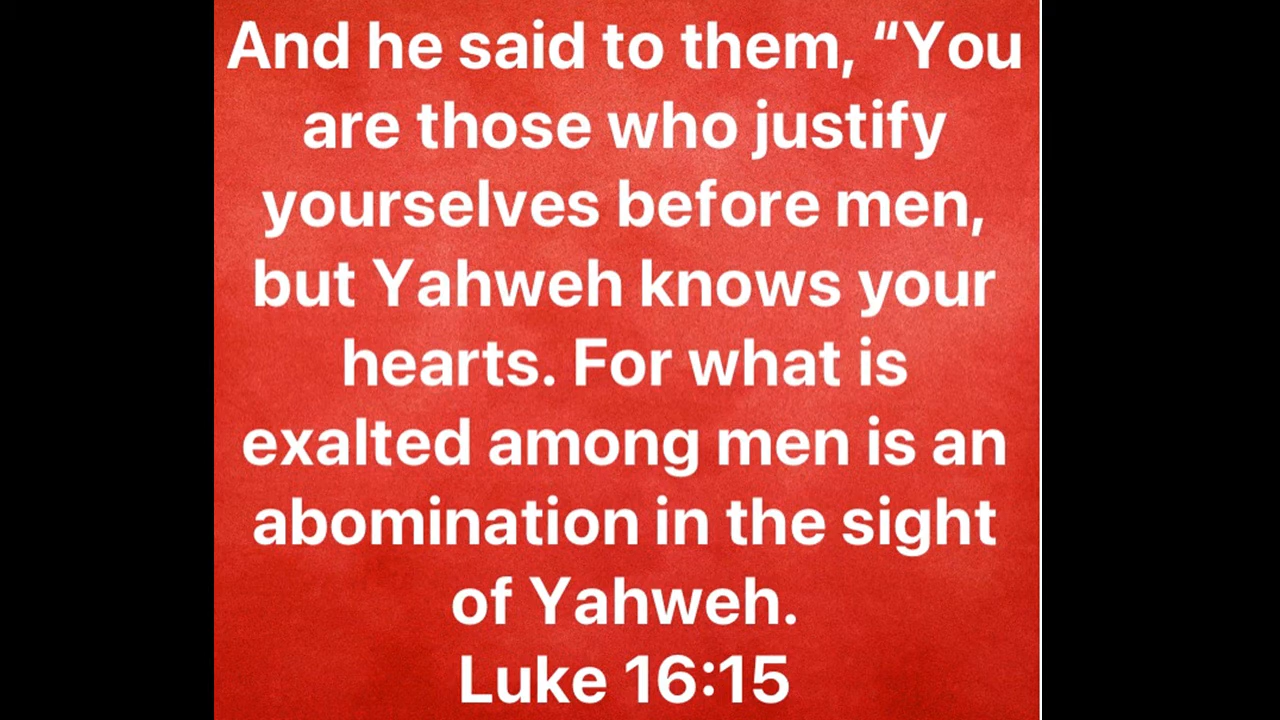 And he said to them, “You
are those who justify
yourselves before men,
but Yahweh knows your
hearts. For what is
exalted among men is an
abomination in the sight
of Yahweh.
Luke 16:15